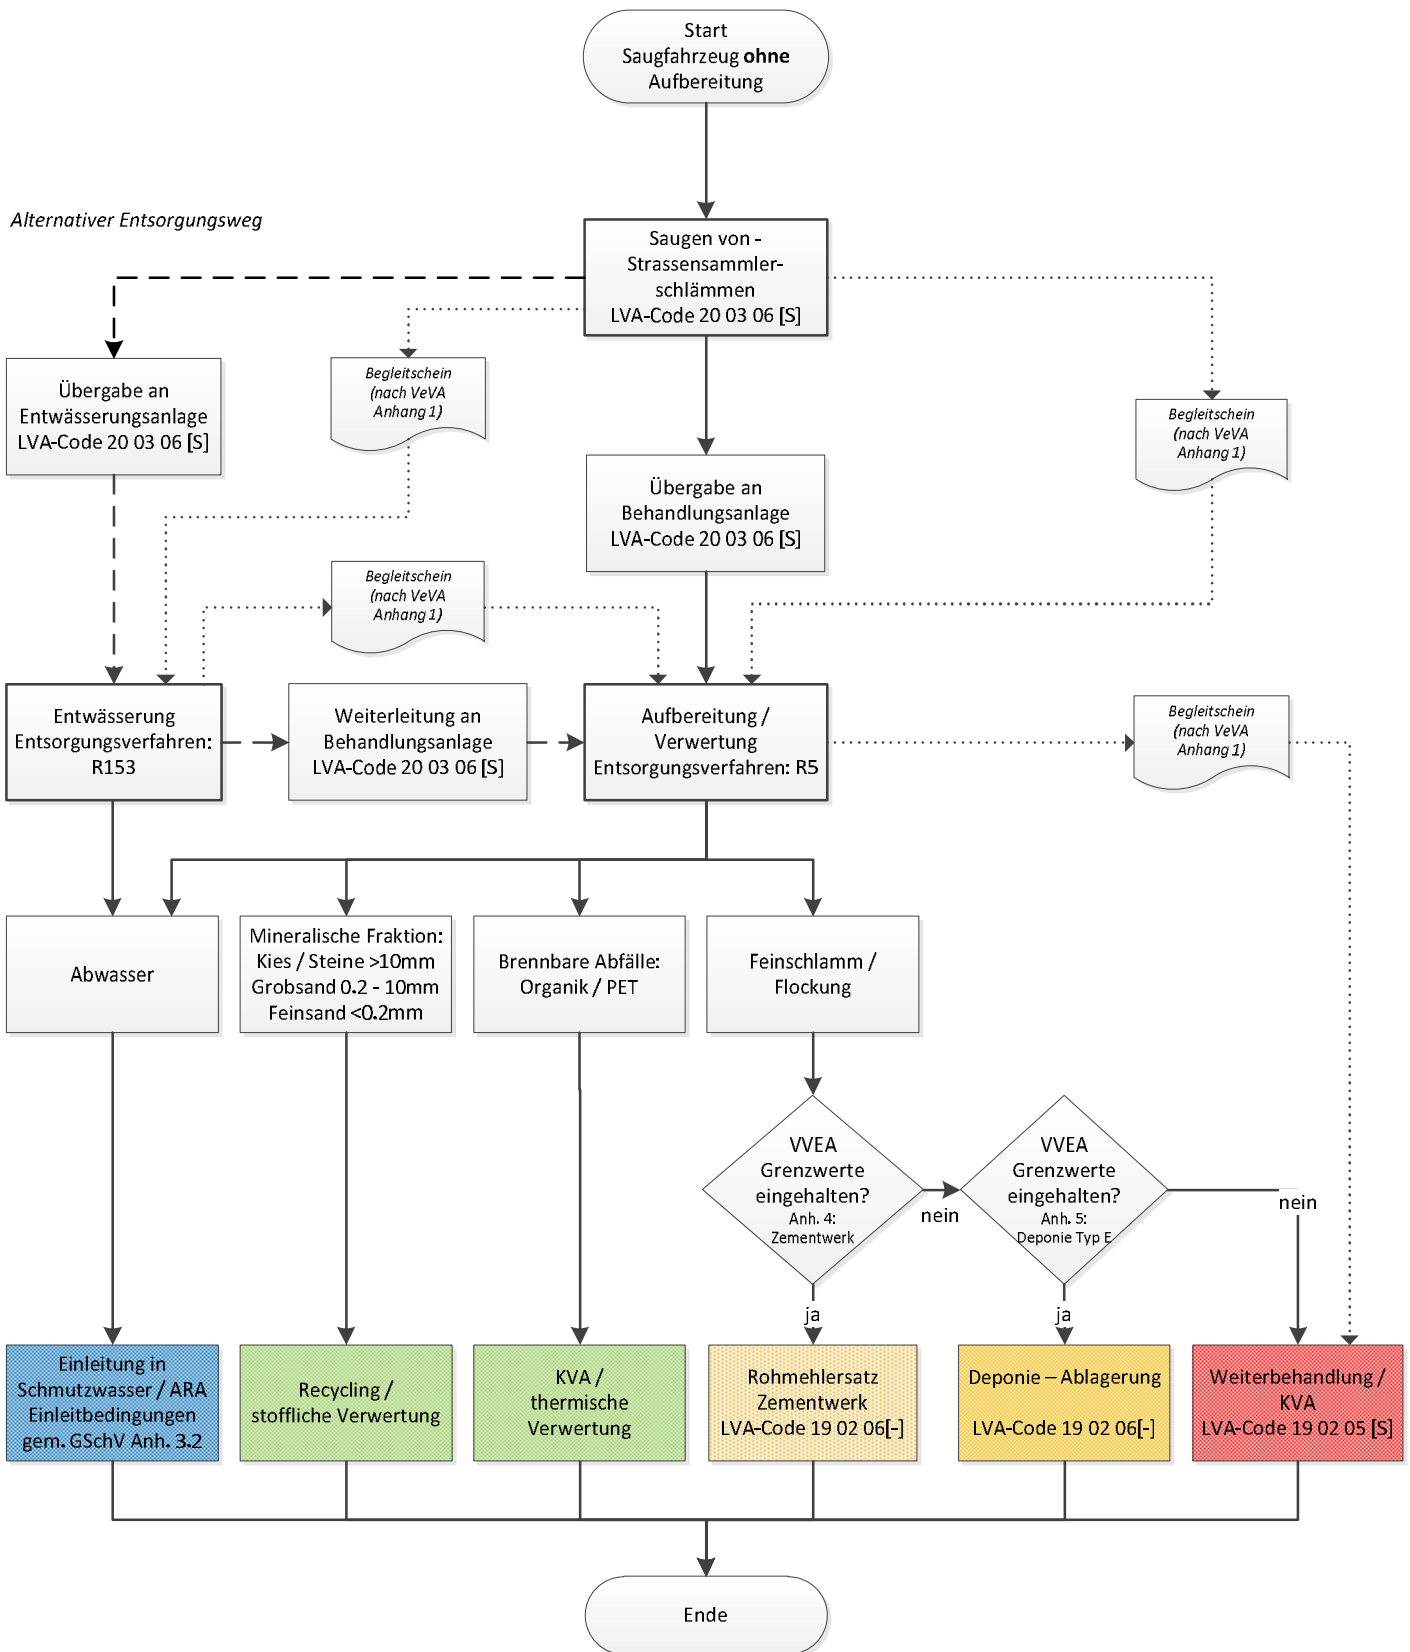 Start
Saugfahrzeug ohne
Aufbereitung
Alternativer Entsorgungsweg
Saugen von -
Strassensammler-
schlämmen
LVA-Code 20 03 06 [S]
Übergabe an
Entwässerungsanlage
LVA-Code 20 03 06 [S]
Begleitschein
(nach VeVA
Anhang 1)
Begleitschein
(nach VeVA
Anhang 1)
Übergabe an
Behandlungsanlage
LVA-Code 20 03 06 [S]
Begleitschein
(nach VeVA
Anhang 1)
Entwässerung
Entsorgungsverfahren:
R153
Weiterleitung an
Behandlungsanlage
LVA-Code 20 03 06 [S]
Aufbereitung /
Verwertung
Entsorgungsverfahren: R5
Begleitschein
(nach VeVA
Anhang 1)
Abwasser
Mineralische Fraktion:
Kies / Steine >10mm
Grobsand 0.2 - 10mm
Feinsand <0.2mm
Brennbare Abfälle:
Organik / PET
Feinschlamm /
Flockung
VVEA
Grenzwerte
eingehalten?
Anh. 4:
Zementwerk
nein
VVEA
Grenzwerte
eingehalten?
Anh. 5:
Deponie Typ E
nein
ja
ja
Einleitung in
Schmutzwasser / ARA
Einleitbedingungen
gem. GSchV Anh. 3.2
Recycling /
stoffliche Verwertung
KVA /
thermische
Verwertung
Rohmehlersatz
Zementwerk
LVA-Code 19 02 06[-]
Deponie – Ablagerung
LVA-Code 19 02 06[-]
Weiterbehandlung /
KVA
LVA-Code 19 02 05 [S]
Ende